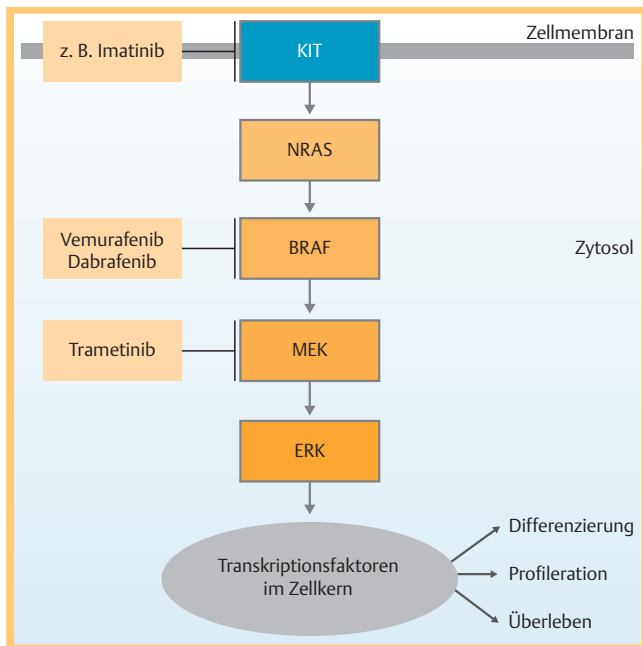 Zellmembran
z. B. Imatinib
KIT
NRAS
Vemurafenib
Dabrafenib
BRAF
Zytosol
Trametinib
MEK
ERK
Transkriptionsfaktoren
im Zellkern
Differenzierung
Profileration
Überleben